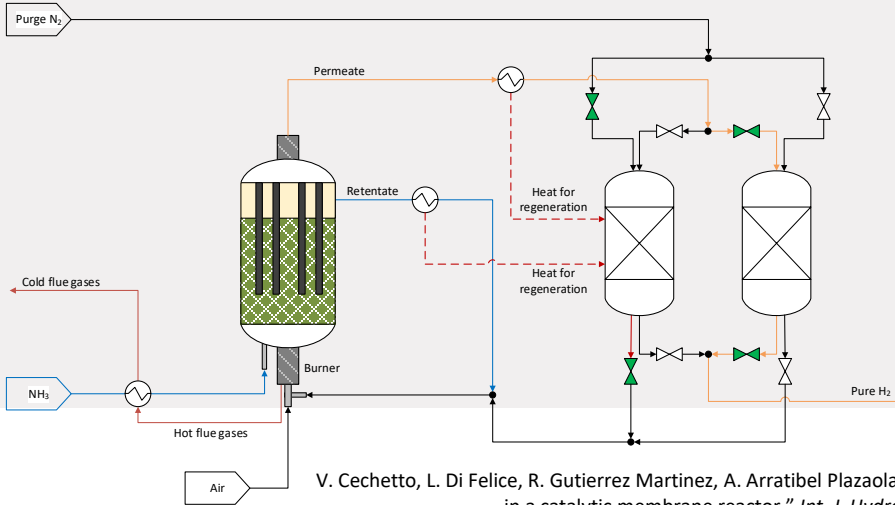 Purge N₂
Permeate
Retentate
Heat for
regeneration
Heat for
regeneration
Cold flue gases
Burner
NH₃
Hot flue gases
Pure H₂
Air
V. Cechetto, L. Di Felice, R. Gutierrez Martinez, A. Arratibel Plazaola
in a catalytic membrane reactor," Int. J. Hydro